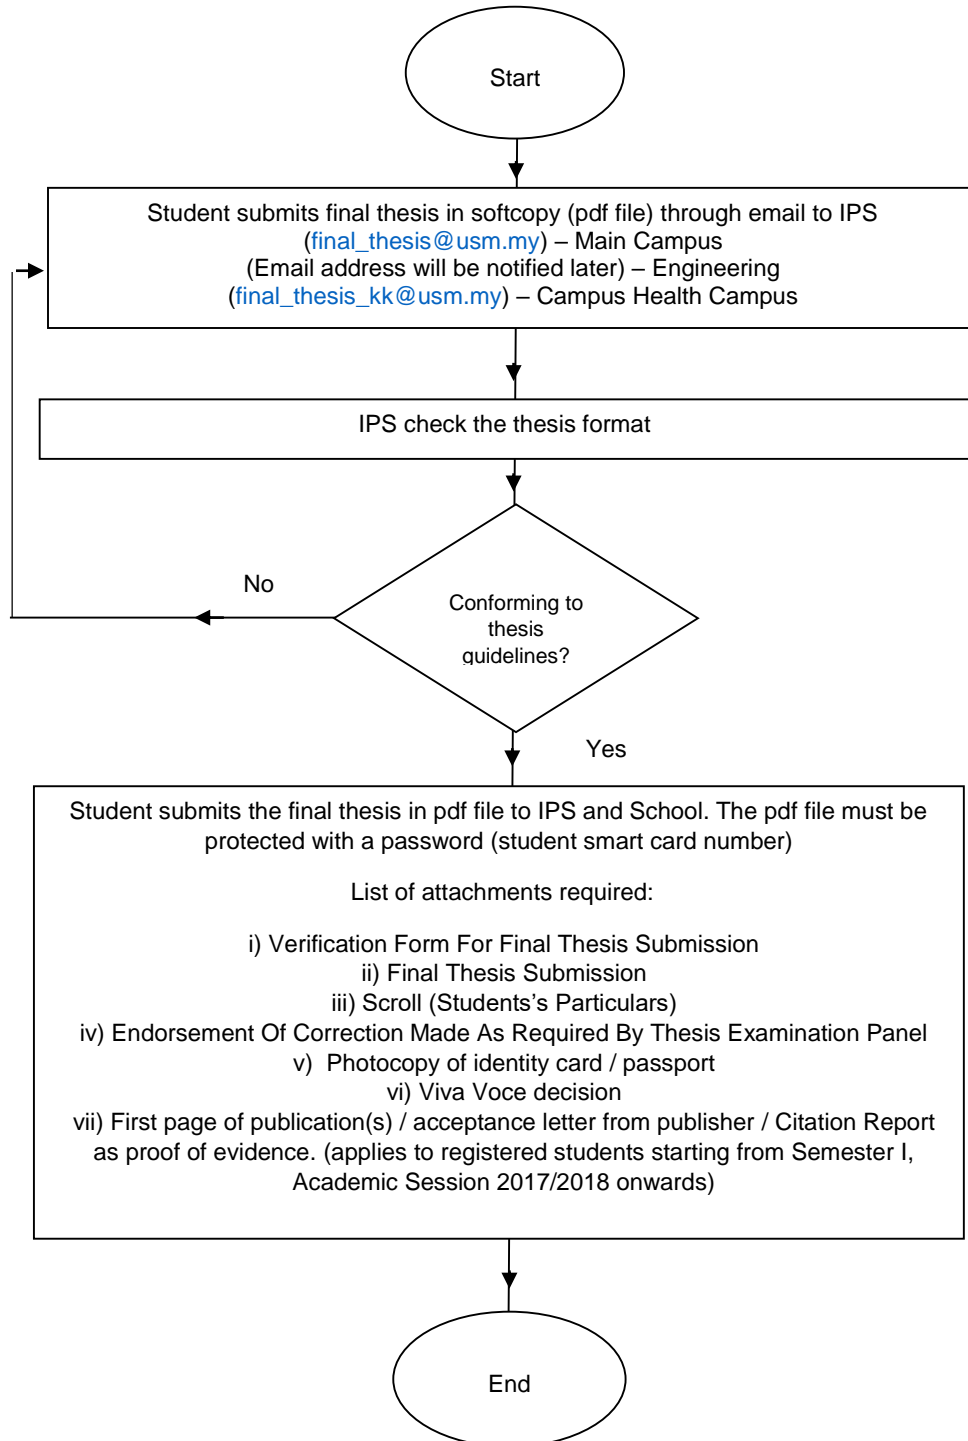 Start
Student submits final thesis in softcopy (pdf file) through email to IPS
(final_thesis@usm.my) – Main Campus
(Email address will be notified later) – Engineering
(final_thesis_kk@usm.my) – Campus Health Campus
IPS check the thesis format
No
Conforming to
thesis
guidelines?
Yes
Student submits the final thesis in pdf file to IPS and School. The pdf file must be
protected with a password (student smart card number)
List of attachments required:
i) Verification Form For Final Thesis Submission
ii) Final Thesis Submission
iii) Scroll (Students's Particulars)
iv) Endorsement Of Correction Made As Required By Thesis Examination Panel
v) Photocopy of identity card / passport
vi) Viva Voce decision
vii) First page of publication(s) / acceptance letter from publisher / Citation Report
as proof of evidence. (applies to registered students starting from Semester I,
Academic Session 2017/2018 onwards)
End